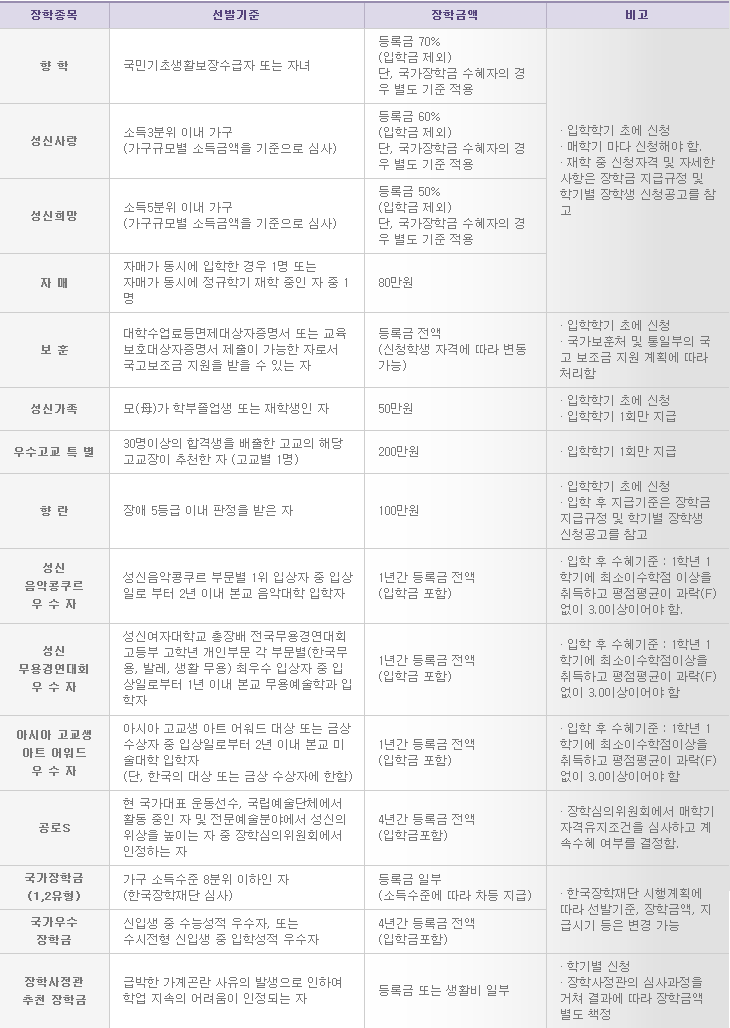 장학종목 선발기준 장학금액 비고
향 학
국민기초생활보장수급자 또는 자녀
등록금 70%
(입학금 제외)
단, 국가장학금 수혜자의 경
우 별도 기준 적용
· 입학학기 초에 신청
· 매학기 마다 신청해야 함.
· 재학 중 신청자격 및 자세한
사항은 장학금 지급규정 및
학기별 장학생 신청공고를 참
고
성신사랑
소득3분위 이내 가구
(가구규모별 소득금액을 기준으로 심사)
등록금 60%
(입학금 제외)
단, 국가장학금 수혜자의 경
우 별도 기준 적용
성신희망
소득5분위 이내 가구
(가구규모별 소득금액을 기준으로 심사)
등록금 50%
(입학금 제외)
단, 국가장학금 수혜자의 경
우 별도 기준 적용
자 매
자매가 동시에 입학한 경우 1명 또는
자매가 동시에 정규학기 재학 중인 자 중 1
명
80만원
보 훈
대학수업료등면제대상자증명서 또는 교육
보호대상자증명서 제출이 가능한 자로서
국고보조금 지원을 받을 수 있는 자
등록금 전액
(신청학생 자격에 따라 변동
가능)
· 입학학기 초에 신청
· 국가보훈처 및 통일부의 국
고 보조금 지원 계획에 따라
처리함
성신가족
모(母)가 학부졸업생 또는 재학생인 자
50만원
· 입학학기 초에 신청
· 입학학기 1회만 지급
우수고교 특 별
30명이상의 합격생을 배출한 고교의 해당
고교장이 추천한 자 (고교별 1명)
200만원
· 입학학기 1회만 지급
향 란
장애 5등급 이내 판정을 받은 자
100만원
· 입학학기 초에 신청
· 입학 후 지급기준은 장학금
지급규정 및 학기별 장학생
신청공고를 참고
성신
음악콩쿠르
우 수 자
성신음악콩쿠르 부문별 1위 입상자 중 입상
일로 부터 2년 이내 본교 음악대학 입학자
1년간 등록금 전액
(입학금 포함)
· 입학 후 수혜기준 : 1학년 1
학기에 최소이수학점 이상을
취득하고 평점평균이 과락(F)
없이 3.0이상이어야 함.
성신
무용경연대회
우 수 자
성신여자대학교 총장배 전국무용경연대회
고등부 고학년 개인부문 각 부문별(한국무
용, 발레, 생활 무용) 최우수 입상자 중 입
상일로부터 1년 이내 본교 무용예술학과 입
학자
1년간 등록금 전액
(입학금 포함)
· 입학 후 수혜기준 : 1학년 1
학기에 최소이수학점이상을
취득하고 평점평균이 과락(F)
없이 3.0이상이어야 함
아시아 고교생
아트 어워드
우 수 자
아시아 고교생 아트 어워드 대상 또는 금상
수상자 중 입상일로부터 2년 이내 본교 미
술대학 입학자
(단, 한국의 대상 또는 금상 수상자에 한함)
1년간 등록금 전액
(입학금 포함)
· 입학 후 수혜기준 : 1학년 1
학기에 최소이수학점이상을
취득하고 평점평균이 과락(F)
없이 3.0이상이어야 함
공로S
현 국가대표 운동선수, 국립예술단체에서
활동 중인 자 및 전문예술분야에서 성신의
위상을 높이는 자 중 장학심의위원회에서
인정하는 자
4년간 등록금 전액
(입학금포함)
· 장학심의위원회에서 매학기
자격유지조건을 심사하고 계
속수혜 여부를 결정함.
국가장학금
(1,2유형)
가구 소득수준 8분위 이하인 자
(한국장학재단 심사)
등록금 일부
(소득수준에 따라 차등 지급)
· 한국장학재단 시행계획에
따라 선발기준, 장학금액, 지
급시기 등은 변경 가능
국가우수
장학금
신입생 중 수능성적 우수자, 또는
수시전형 신입생 중 입학성적 우수자
4년간 등록금 전액
(입학금포함)
장학사정관
추천 장학금
급박한 가계곤란 사유의 발생으로 인하여
학업 지속의 어려움이 인정되는 자
등록금 또는 생활비 일부
· 학기별 신청
· 장학사정관의 심사과정을
거쳐 결과에 따라 장학금액
별도 책정